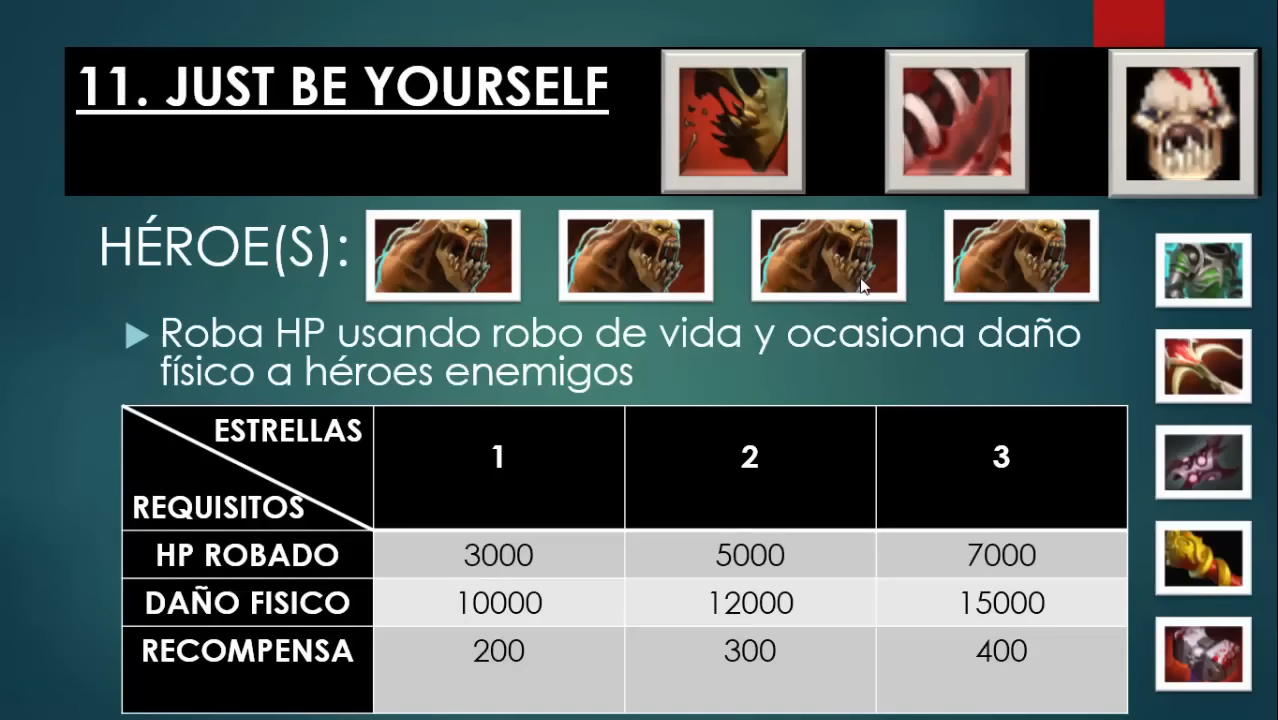 11. JUST BE YOURSELF
HÉROE(S):
Roba HP usando robo de vida y ocasiona daño
físico a héroes enemigos
ESTRELLAS
REQUISITOS
1 2 3
HP ROBADO 3000 5000 7000
DAÑO FISICO 10000 12000 15000
RECOMPENSA 200 300 400